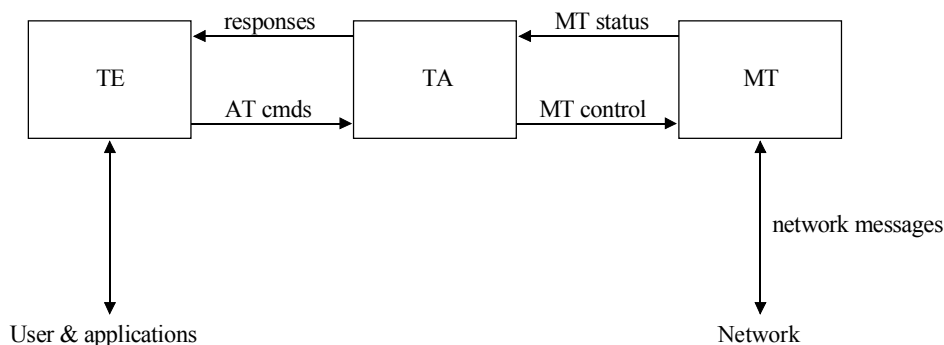 responses
MT status
TE
TA
MT
AT cmds
MT control
network messages
User & applications
Network